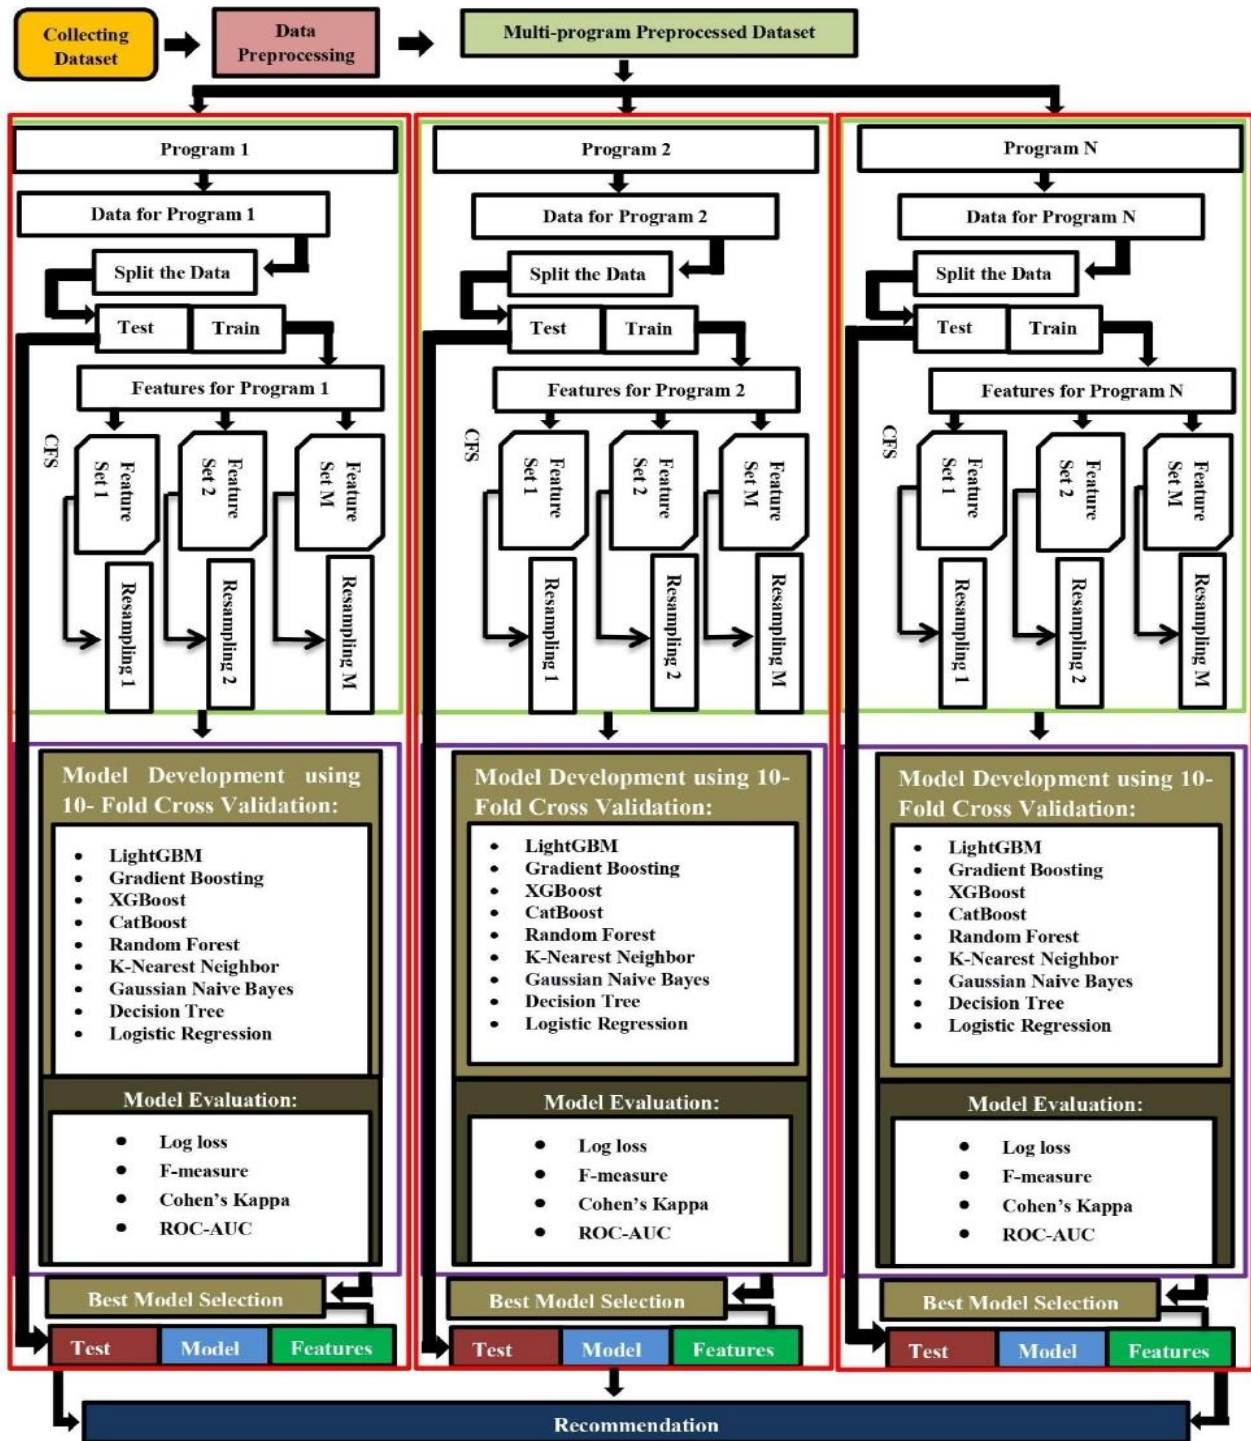 Collecting
Dataset
Data
Preprocessing
Multi-program Preprocessed Dataset
Program 1
Data for Program 1
Split the Data
Test
Train
Features for Program 1
CFS
Feature
Set 1
Feature
Set 2
Feature
Set M
Resampling 1
Resampling 2
Resampling M
Model Development using
10- Fold Cross Validation:
• LightGBM
• Gradient Boosting
• XGBoost
• CatBoost
• Random Forest
• K-Nearest Neighbor
• Gaussian Naive Bayes
• Decision Tree
• Logistic Regression
Model Evaluation:
• Log loss
• F-measure
• Cohen’s Kappa
• ROC-AUC
Best Model Selection
Test
Model
Features
Program 2
Data for Program 2
Split the Data
Test
Train
Features for Program 2
CFS
Feature
Set 1
Feature
Set 2
Feature
Set M
Resampling 1
Resampling 2
Resampling M
Model Development using 10-
Fold Cross Validation:
• LightGBM
• Gradient Boosting
• XGBoost
• CatBoost
• Random Forest
• K-Nearest Neighbor
• Gaussian Naive Bayes
• Decision Tree
• Logistic Regression
Model Evaluation:
• Log loss
• F-measure
• Cohen’s Kappa
• ROC-AUC
Best Model Selection
Test
Model
Features
Program N
Data for Program N
Split the Data
Test
Train
Features for Program N
CFS
Feature
Set 1
Feature
Set 2
Feature
Set M
Resampling 1
Resampling 2
Resampling M
Model Development using 10-
Fold Cross Validation:
• LightGBM
• Gradient Boosting
• XGBoost
• CatBoost
• Random Forest
• K-Nearest Neighbor
• Gaussian Naive Bayes
• Decision Tree
• Logistic Regression
Model Evaluation:
• Log loss
• F-measure
• Cohen’s Kappa
• ROC-AUC
Best Model Selection
Test
Model
Features
Recommendation